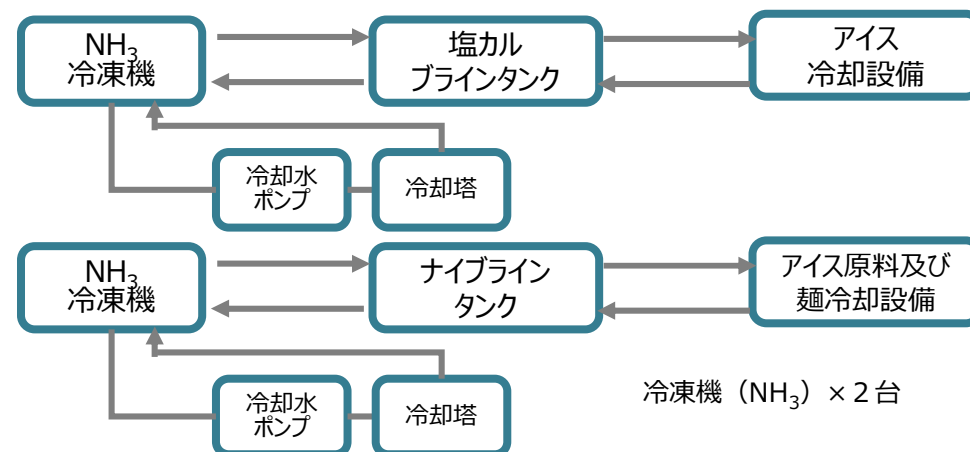 NH₃
冷凍機
塩カル
ブラインタンク
アイス
冷却設備
冷却水
ポンプ
冷却塔
NH₃
冷凍機
ナイブライン
タンク
アイス原料及び
麺冷却設備
冷却水
ポンプ
冷却塔
冷凍機（NH₃）×２台